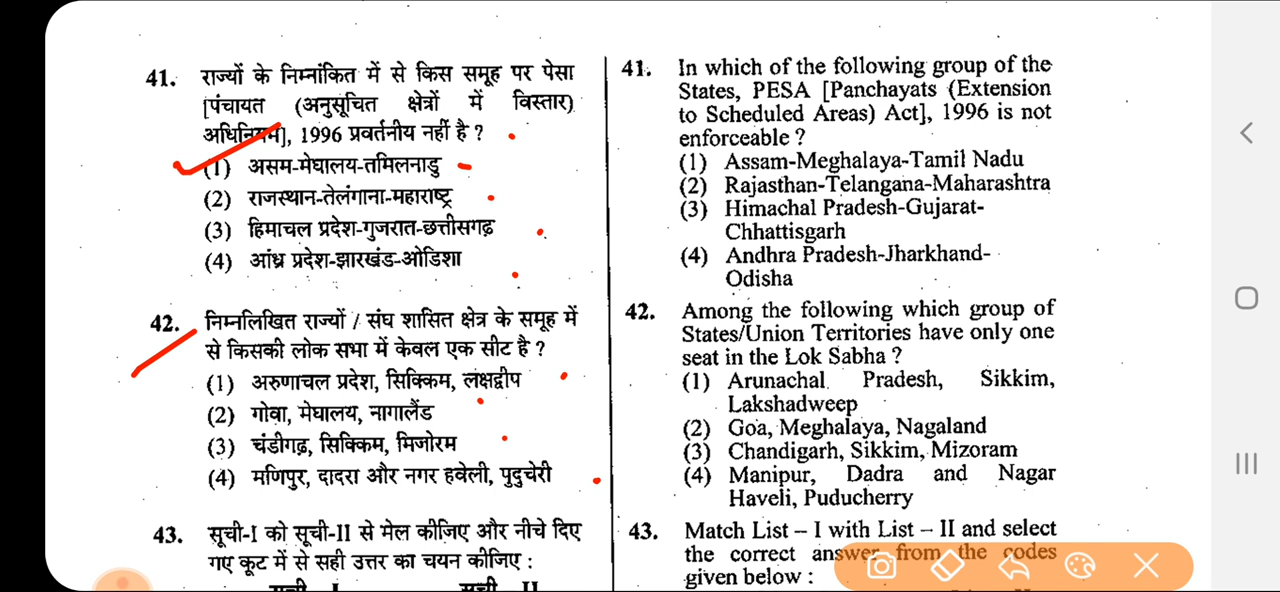 41. राज्यों के निम्नांकित में से किस समूह पर पेसा
[पंचायत (अनुसूचित क्षेत्रों में विस्तार)
अधिनियम], 1996 प्रवर्तनीय नहीं है ?
(1) असम-मेघालय-तमिलनाडु
(2) राजस्थान-तेलंगाना-महाराष्ट्र
(3) हिमाचल प्रदेश-गुजरात-छत्तीसगढ़
(4) आंध्र प्रदेश-झारखंड-ओडिशा
42. निम्नलिखित राज्यों / संघ शासित क्षेत्र के समूह में
से किसकी लोक सभा में केवल एक सीट है ?
(1) अरुणाचल प्रदेश, सिक्किम, लक्षद्वीप
(2) गोवा, मेघालय, नागालैंड
(3) चंडीगढ़, सिक्किम, मिजोरम
(4) मणिपुर, दादरा और नगर हवेली, पुदुचेरी
43. सूची-I को सूची-II से मेल कीजिए और नीचे दिए
गए कूट में से सही उत्तर का चयन कीजिए :
41. In which of the following group of the
States, PESA [Panchayats (Extension
to Scheduled Areas) Act], 1996 is not
enforceable ?
(1) Assam-Meghalaya-Tamil Nadu
(2) Rajasthan-Telangana-Maharashtra
(3) Himachal Pradesh-Gujarat-
Chhattisgarh
(4) Andhra Pradesh-Jharkhand-
Odisha
42. Among the following which group of
States/Union Territories have only one
seat in the Lok Sabha ?
(1) Arunachal Pradesh, Sikkim,
Lakshadweep
(2) Goa, Meghalaya, Nagaland
(3) Chandigarh, Sikkim, Mizoram
(4) Manipur, Dadra and Nagar
Haveli, Puducherry
43. Match List – I with List – II and select
the correct answer from the codes
given below :